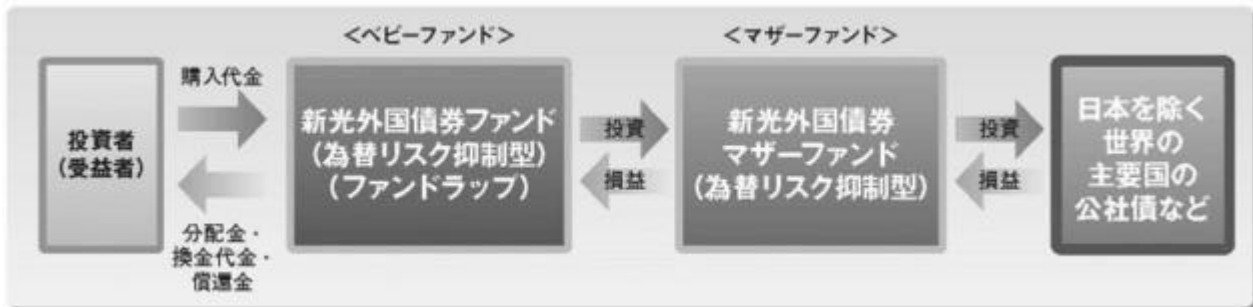 <ベビーファンド>
<マザーファンド>
投資者
(受益者)
購入代金
分配金・
換金代金・
償還金
新光外国債券ファンド
(為替リスク抑制型)
(ファンドラップ)
投資
損益
新光外国債券
マザーファンド
(為替リスク抑制型)
投資
損益
日本を除く
世界の
主要国の
公社債など